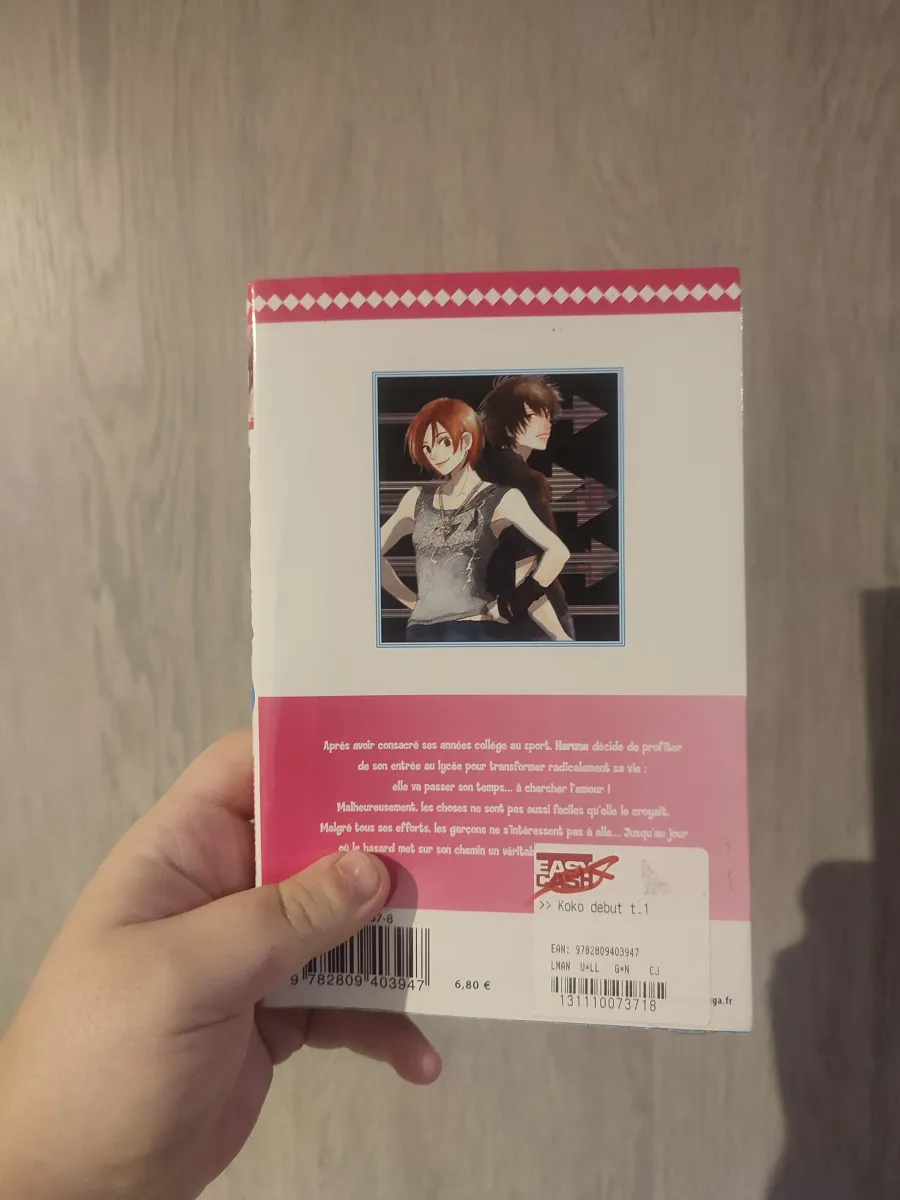 Après avoir consacré ses années collège au sport, Haruna décide de profiter
de son entrée au lycée pour transformer radicalement sa vie :
elle va passer son temps... à chercher l'amour !
Malheureusement, les choses ne sont pas aussi faciles qu'elle le croyait.
Malgré tous ses efforts, les garçons ne s'intéressent pas à elle... Jusqu'au jour
où le hasard met sur son chemin un véritab
EASY
CASH
>> Koko debut t.1
EAN: 9782809403947
LMAN U*LL G*N CJ
131110073718
7-8
9 782809 403947
6,80 €
ga.fr